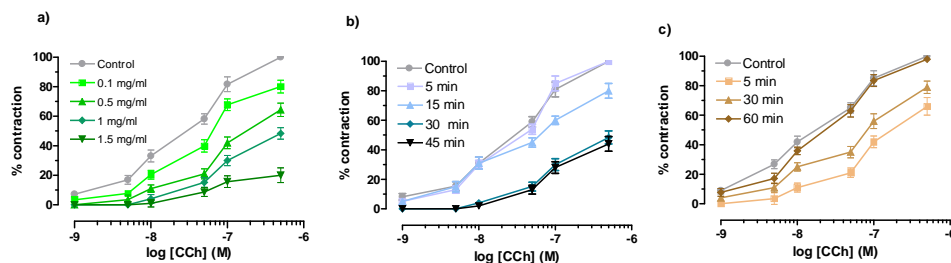 a)
% contraction
100
80
60
40
20
0
Control
0.1 mg/ml
0.5 mg/ml
1 mg/ml
1.5 mg/ml
-9
-8
-7
-6
log [CCh] (M)
b)
% contraction
100
80
60
40
20
0
Control
5 min
15 min
30 min
45 min
-9
-8
-7
-6
log [CCh] (M)
c)
% contraction
100
80
60
40
20
0
Control
5 min
30 min
60 min
-9
-8
-7
-6
log [CCh] (M)